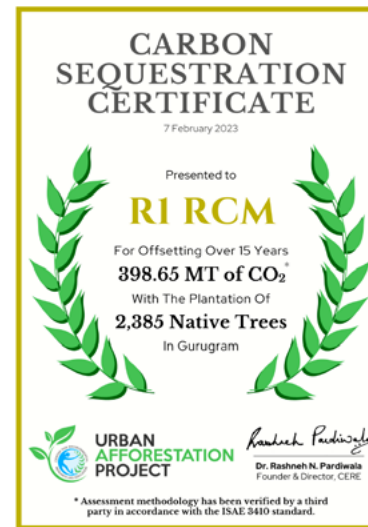 CARBON
SEQUESTRATION
CERTIFICATE
7 February 2023
Presented to
R1 RCM
For Offsetting Over 15 Years
398.65 MT of CO₂*
With The Plantation Of
2,385 Native Trees
In Gurugram
URBAN
AFFORESTATION
PROJECT
Rashneh Pardiwala
Dr. Rashneh N. Pardiwala
Founder & Director, CERE
* Assessment methodology has been verified by a third
party in accordance with the ISAE 3410 standard.